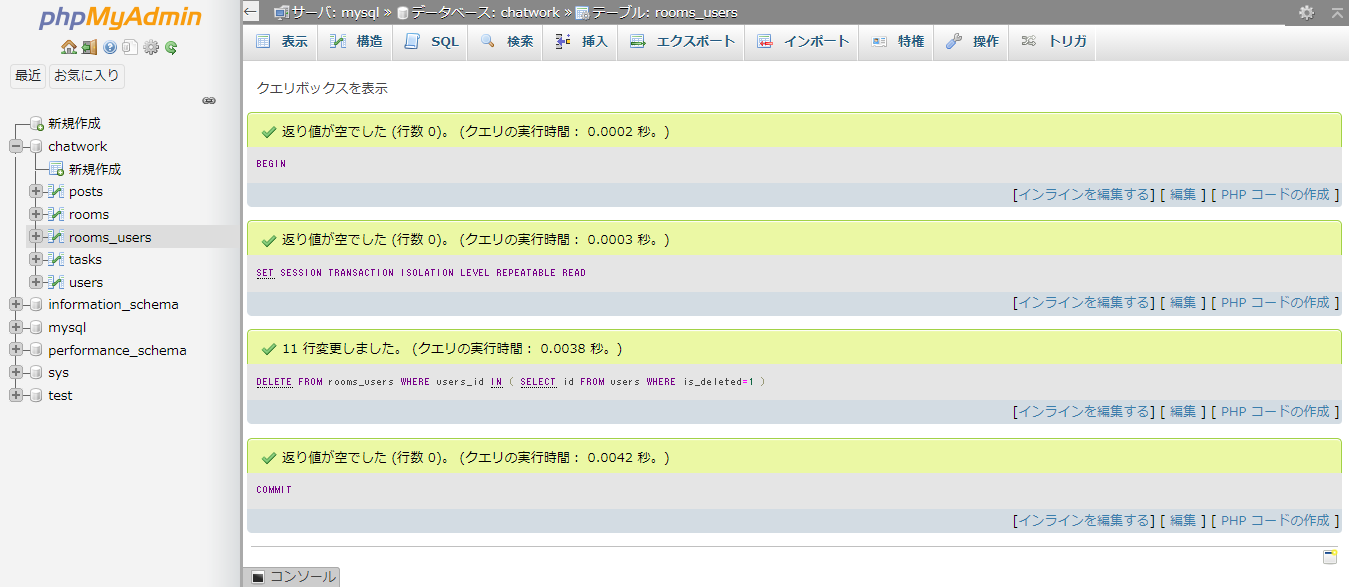 phpMyAdmin
最近 お気に入り
新規作成
chatwork
新規作成
posts
rooms
rooms_users
tasks
users
information_schema
mysql
performance_schema
sys
test
サーバ: mysql » データベース: chatwork » テーブル: rooms_users
表示 構造 SQL 検索 挿入 エクスポート インポート 特権 操作 トリガ
クエリボックスを表示
返り値が空でした (行数 0)。 (クエリの実行時間： 0.0002 秒。)
BEGIN
[インラインを編集する] [ 編集 ] [ PHP コードの作成 ]
返り値が空でした (行数 0)。 (クエリの実行時間： 0.0003 秒。)
SET SESSION TRANSACTION ISOLATION LEVEL REPEATABLE READ
[インラインを編集する] [ 編集 ] [ PHP コードの作成 ]
11 行変更しました。 (クエリの実行時間： 0.0038 秒。)
DELETE FROM rooms_users WHERE users_id IN ( SELECT id FROM users WHERE is_deleted=1 )
[インラインを編集する] [ 編集 ] [ PHP コードの作成 ]
返り値が空でした (行数 0)。 (クエリの実行時間： 0.0042 秒。)
COMMIT
[インラインを編集する] [ 編集 ] [ PHP コードの作成 ]
コンソール